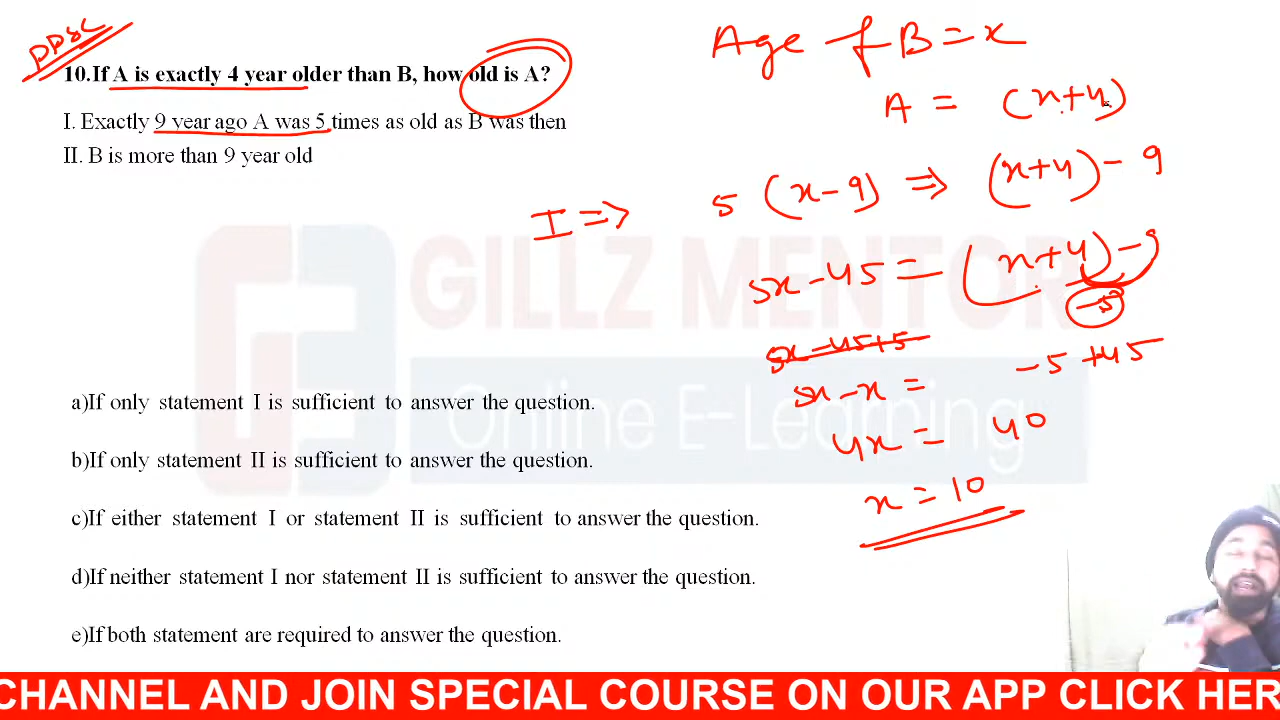 PPSC
10.If A is exactly 4 year older than B, how old is A?
I. Exactly 9 year ago A was 5 times as old as B was then
II. B is more than 9 year old
Age of B = x
A = (x+4)
I => 5 (x-9) => (x+4) - 9
5x - 45 = (x+4) - 9
-5
5x - 45 + 5
5x - x = -5 + 45
4x = 40
x = 10
GILLZ MENTOR
Online E-Learning
a)If only statement I is sufficient to answer the question.
b)If only statement II is sufficient to answer the question.
c)If either statement I or statement II is sufficient to answer the question.
d)If neither statement I nor statement II is sufficient to answer the question.
e)If both statement are required to answer the question.
CHANNEL AND JOIN SPECIAL COURSE ON OUR APP CLICK HER